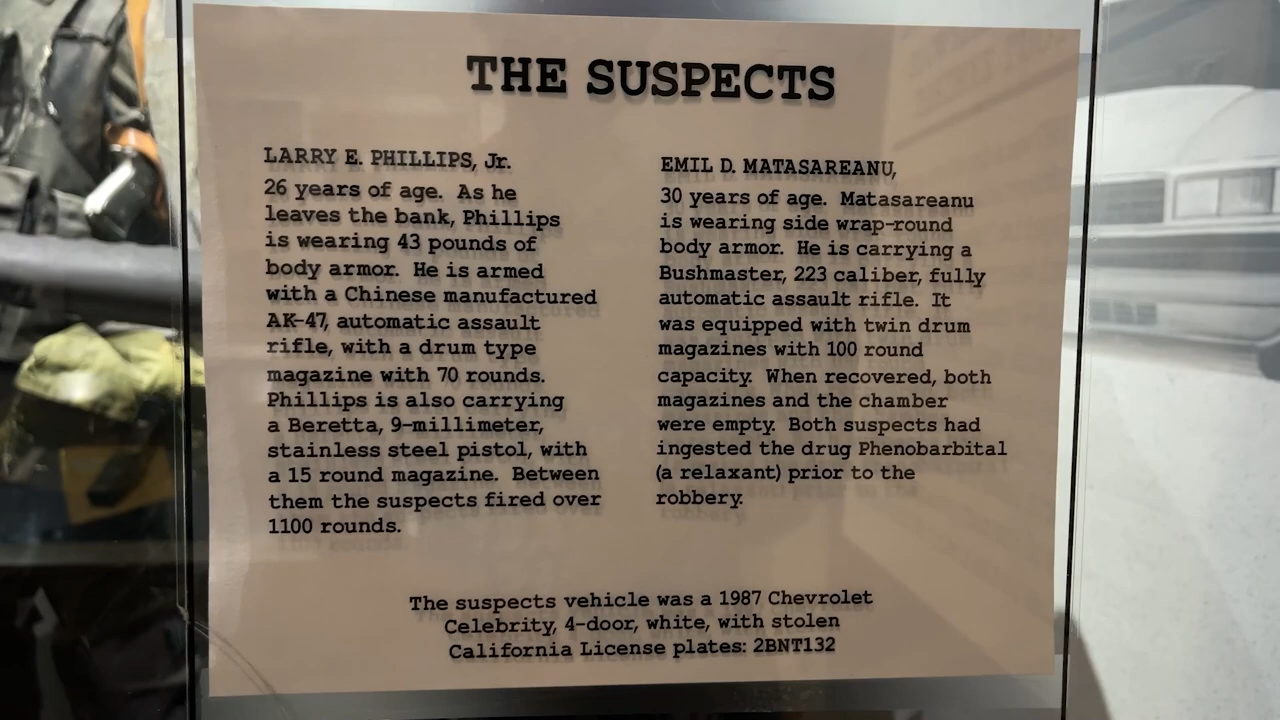 THE SUSPECTS
LARRY E. PHILLIPS, Jr.
26 years of age. As he
leaves the bank, Phillips
is wearing 43 pounds of
body armor. He is armed
with a Chinese manufactured
AK-47, automatic assault
rifle, with a drum type
magazine with 70 rounds.
Phillips is also carrying
a Beretta, 9-millimeter,
stainless steel pistol, with
a 15 round magazine. Between
them the suspects fired over
1100 rounds.
EMIL D. MATASAREANU,
30 years of age. Matasareanu
is wearing side wrap-round
body armor. He is carrying a
Bushmaster, 223 caliber, fully
automatic assault rifle. It
was equipped with twin drum
magazines with 100 round
capacity. When recovered, both
magazines and the chamber
were empty. Both suspects had
ingested the drug Phenobarbital
(a relaxant) prior to the
robbery.
The suspects vehicle was a 1987 Chevrolet
Celebrity, 4-door, white, with stolen
California License plates: 2BNT132